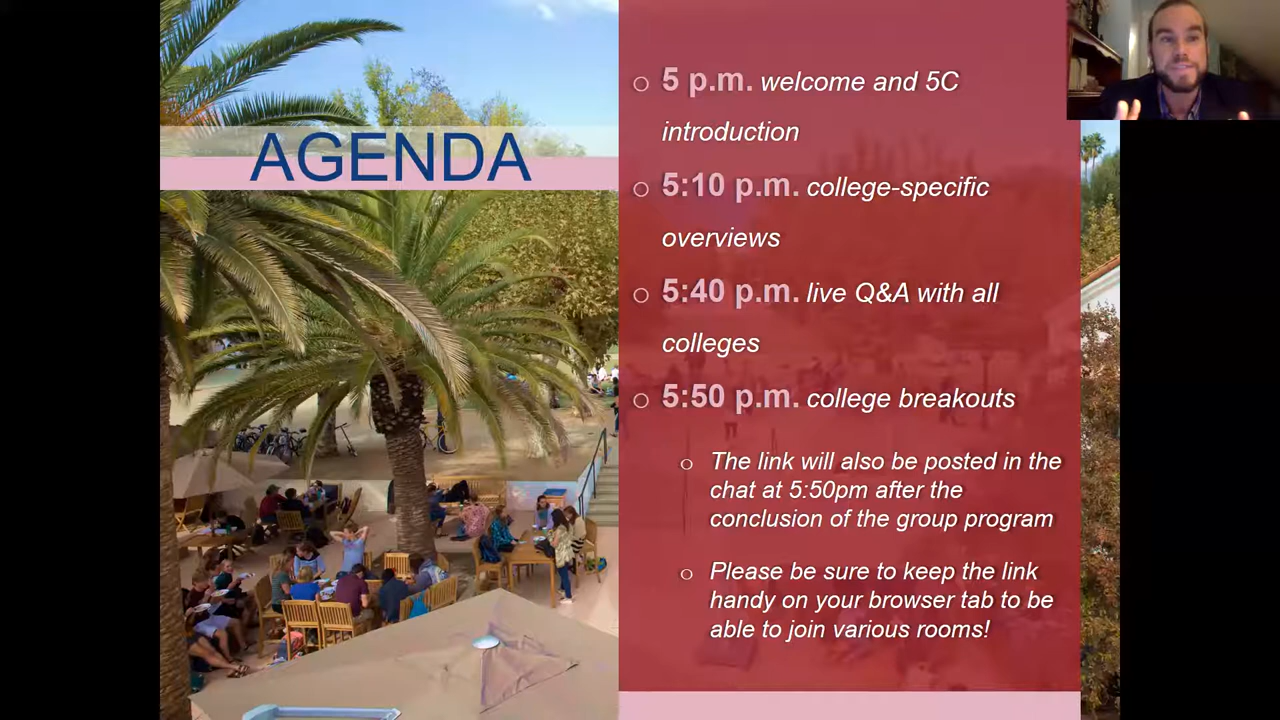 AGENDA
5 p.m. welcome and 5C
introduction
5:10 p.m. college-specific
overviews
5:40 p.m. live Q&A with all
colleges
5:50 p.m. college breakouts
The link will also be posted in the
chat at 5:50pm after the
conclusion of the group program
Please be sure to keep the link
handy on your browser tab to be
able to join various rooms!